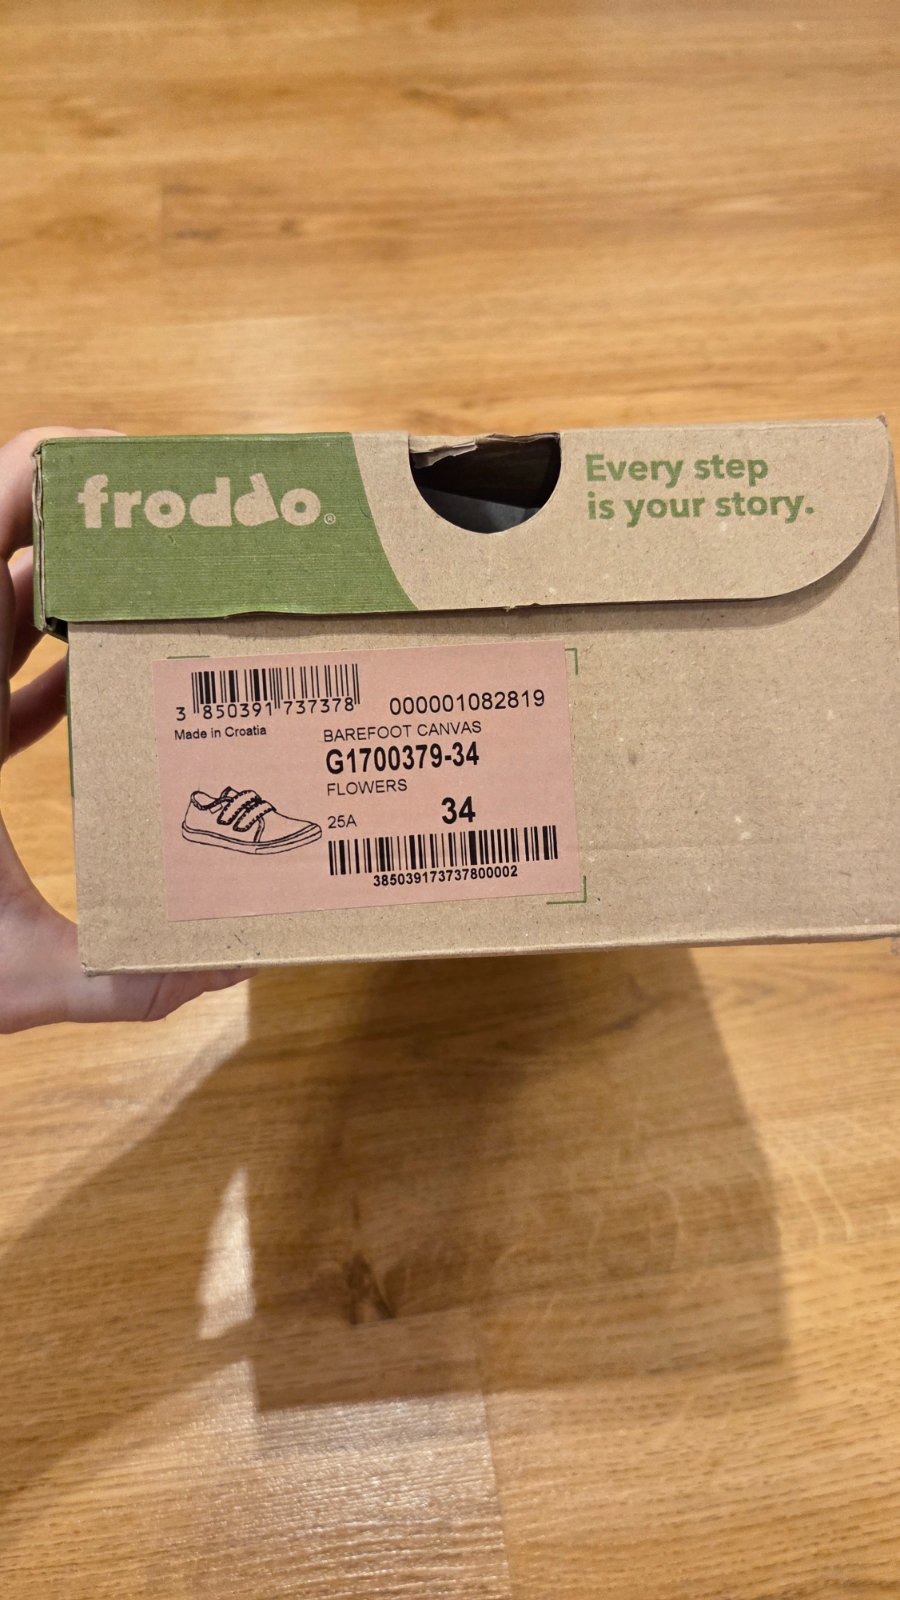 froddo®
Every step
is your story.
3 850391 737378
000001082819
Made in Croatia
BAREFOOT CANVAS
G1700379-34
FLOWERS
25A
34
385039173737800002